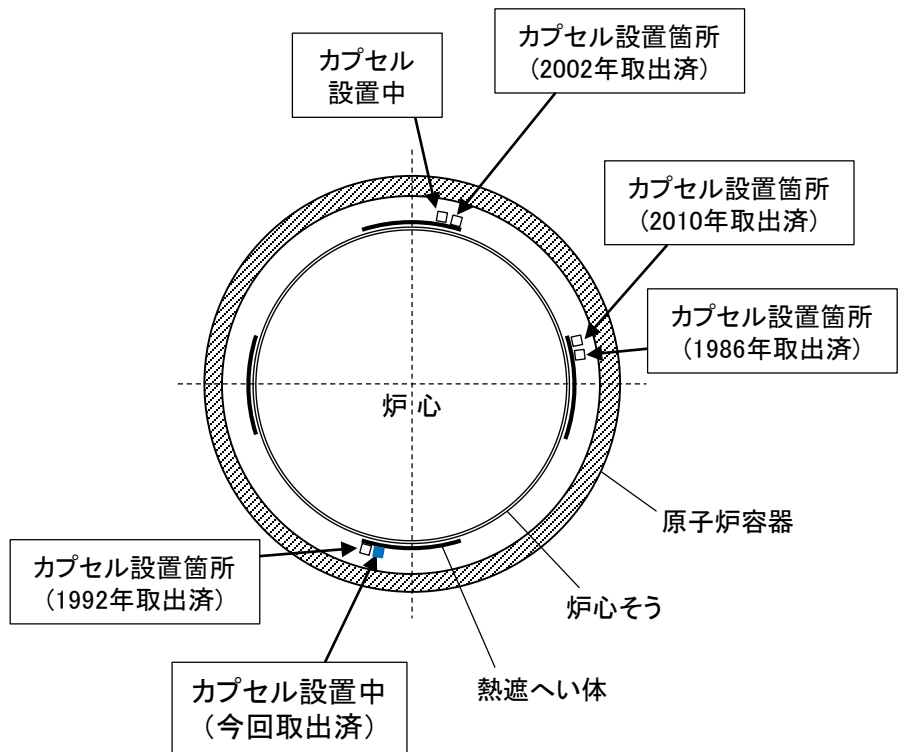 カプセル
設置中
カプセル設置箇所
(2002年取出済)
カプセル設置箇所
(2010年取出済)
カプセル設置箇所
(1986年取出済)
炉 心
原子炉容器
カプセル設置箇所
(1992年取出済)
炉心そう
カプセル設置中
(今回取出済)
熱遮へい体